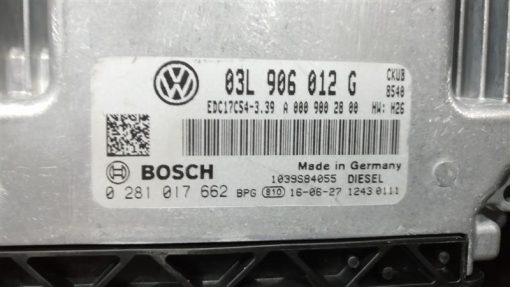 03L 906 012 G CKUB
8540
EDC17C54-3.39 A 000 900 28 00 HW: H26
BOSCH
Made in Germany
1039S84055 DIESEL
0 281 017 662 BPG 810 16-06-27 1243 0111